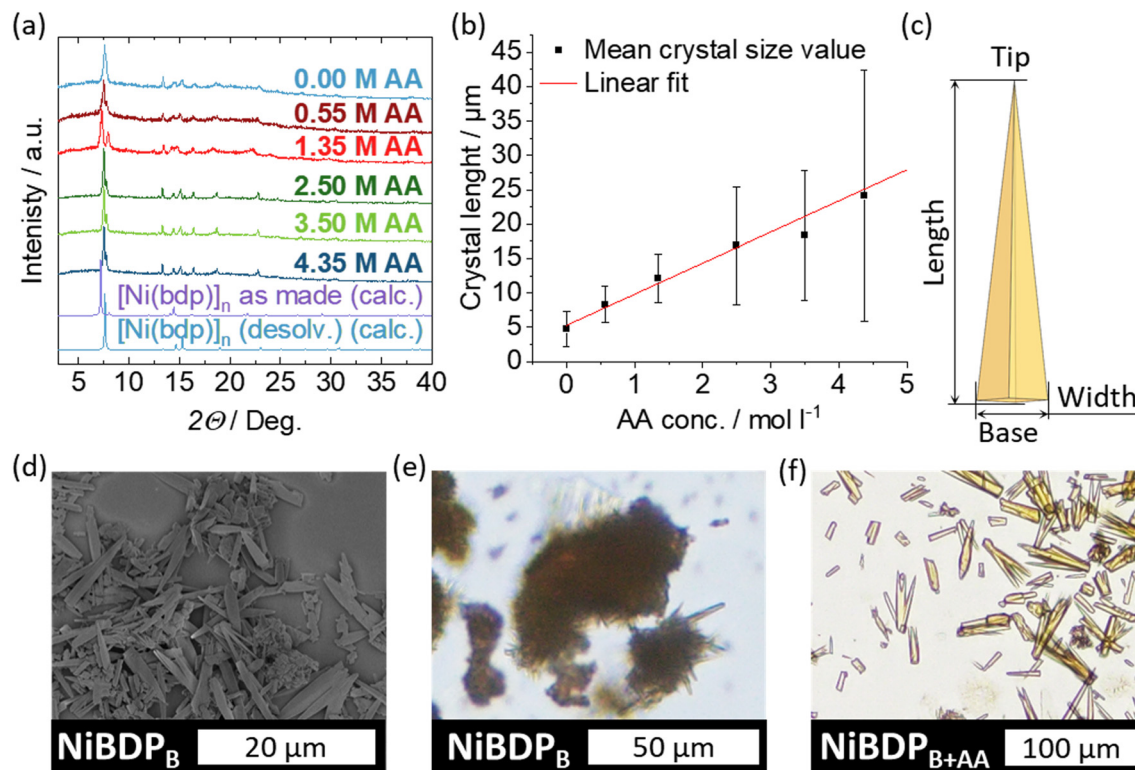 (a)
0.00 M AA
0.55 M AA
1.35 M AA
2.50 M AA
3.50 M AA
4.35 M AA
[Ni(bdp)]n as made (calc.)
[Ni(bdp)]n (desolv.) (calc.)
Intenisty / a.u.
5 10 15 20 25 30 35 40
2Θ / Deg.
(b)
Mean crystal size value
Linear fit
Crystal lenght / µm
45
40
35
30
25
20
15
10
5
0
0 1 2 3 4 5
AA conc. / mol l-1
(c)
Tip
Length
Width
Base
(d)
NiBDPB
20 µm
(e)
NiBDPB
50 µm
(f)
NiBDPB+AA
100 µm